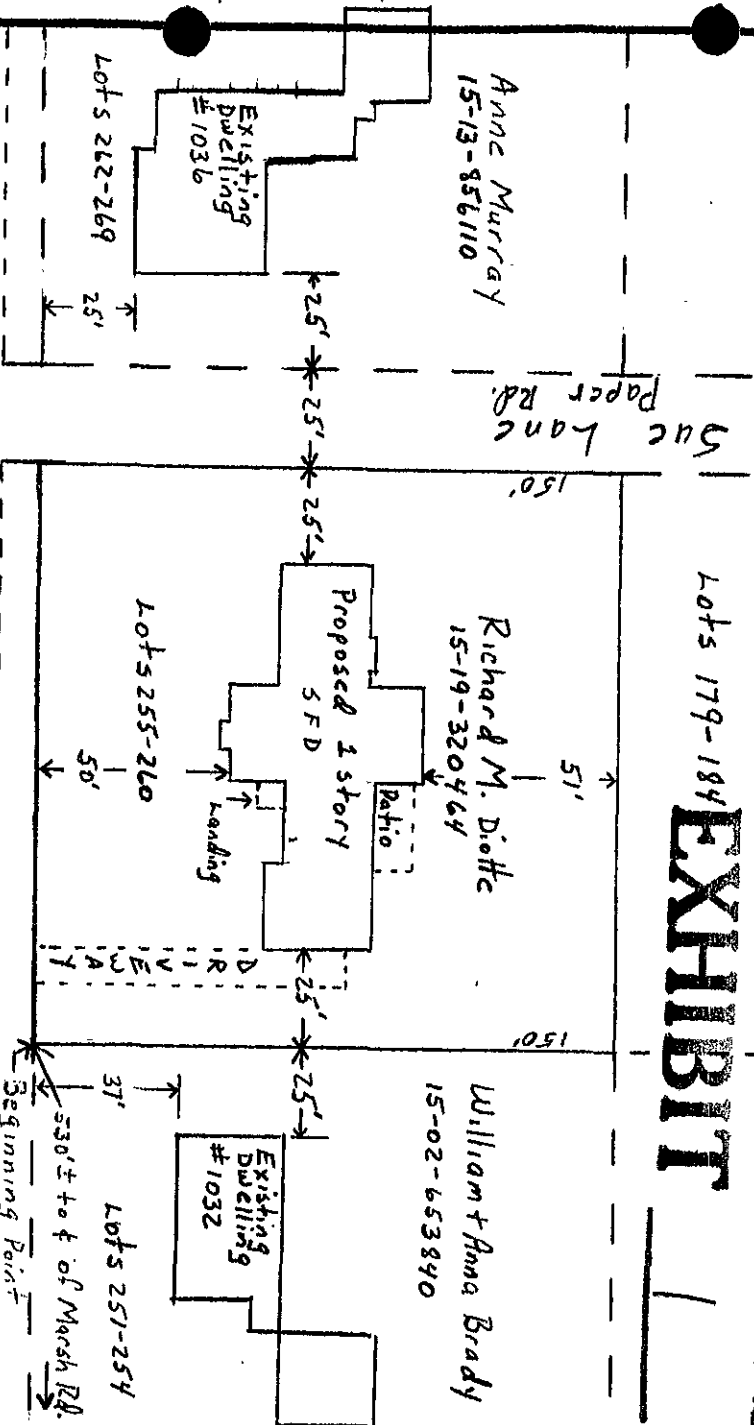 Lots 179-184
EXHIBIT
Anne Murray
15-13-856110
Existing
Dwelling
#1036
Lots 262-269
25'
25'
25'
25'
Sue Lane
Paper Rd.
150'
51'
Richard M. Diotte
15-19-320464
Patio
Proposed 1 story
SFD
Landing
Lots 255-260
50'
DRIVEWAY
25'
150'
25'
William + Anna Brady
15-02-653840
Existing
Dwelling
#1032
37'
Lots 251-254
=530'± to ¢ of Marsh Rd.
Beginning Point